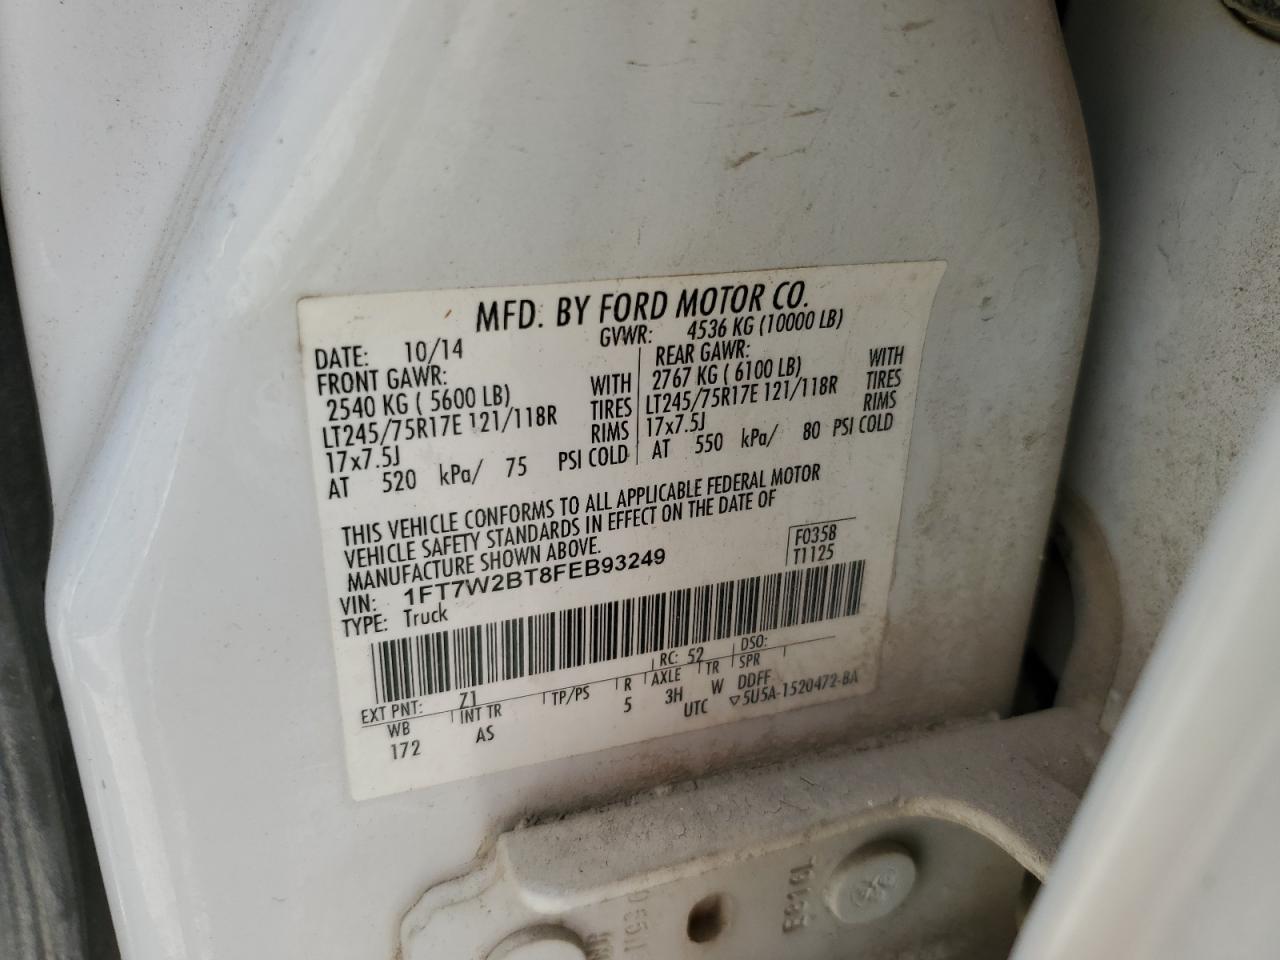 MFD. BY FORD MOTOR CO.
DATE: 10/14 GVWR: 4536 KG (10000 LB)
FRONT GAWR: REAR GAWR:
2540 KG ( 5600 LB) WITH 2767 KG ( 6100 LB) WITH
LT245/75R17E 121/118R TIRES LT245/75R17E 121/118R TIRES
17x7.5J RIMS 17x7.5J RIMS
AT 520 kPa/ 75 PSI COLD AT 550 kPa/ 80 PSI COLD
THIS VEHICLE CONFORMS TO ALL APPLICABLE FEDERAL MOTOR
VEHICLE SAFETY STANDARDS IN EFFECT ON THE DATE OF
MANUFACTURE SHOWN ABOVE.
VIN: 1FT7W2BT8FEB93249
TYPE: Truck
F0358
T1125
EXT PNT: Z1 RC: 52 DSO:
WB INT TR TP/PS R AXLE TR SPR
172 AS 5 3H W DDFF
UTC ▽5U5A-1520472-BA